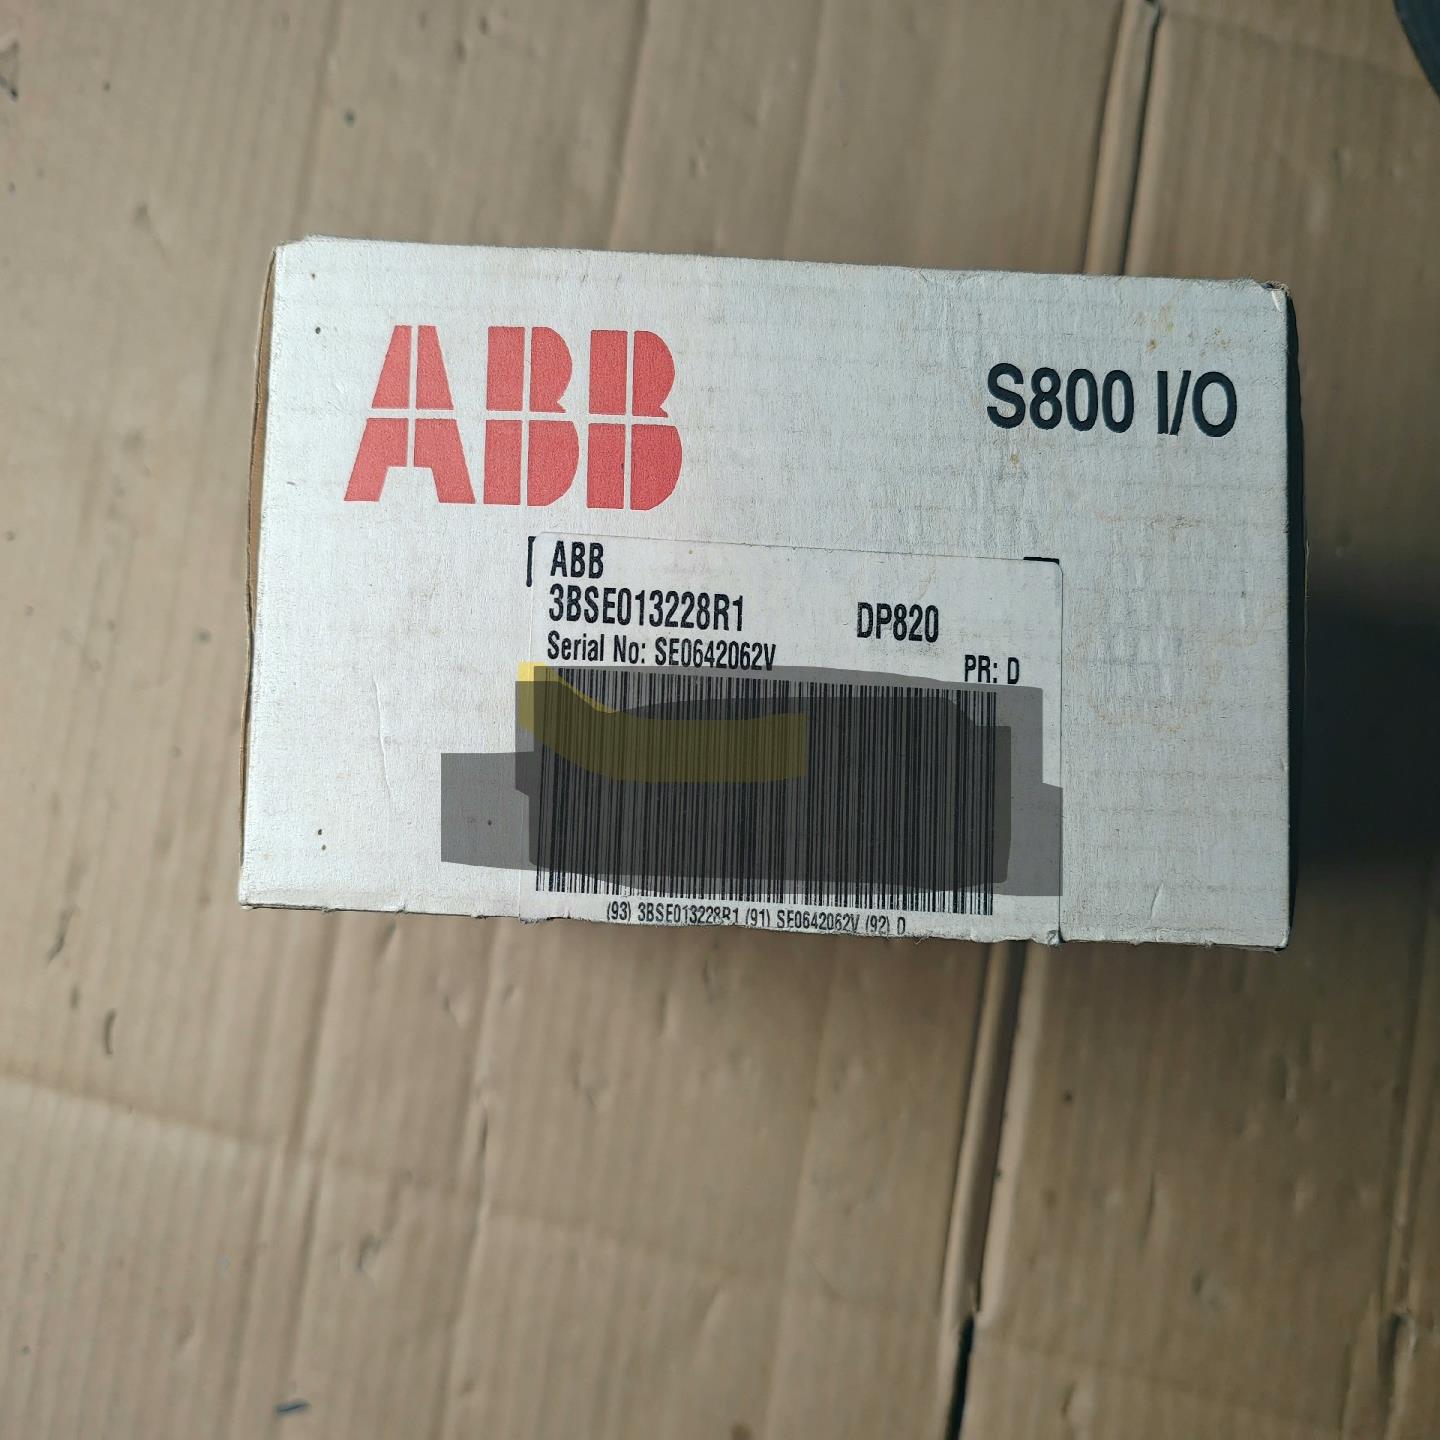 ABB
S800 I/O
ABB
3BSE013228R1 DP820
Serial No: SE0642062V
PR: D
(93) 3BSE013228R1 (91) SE0642062V (92) D